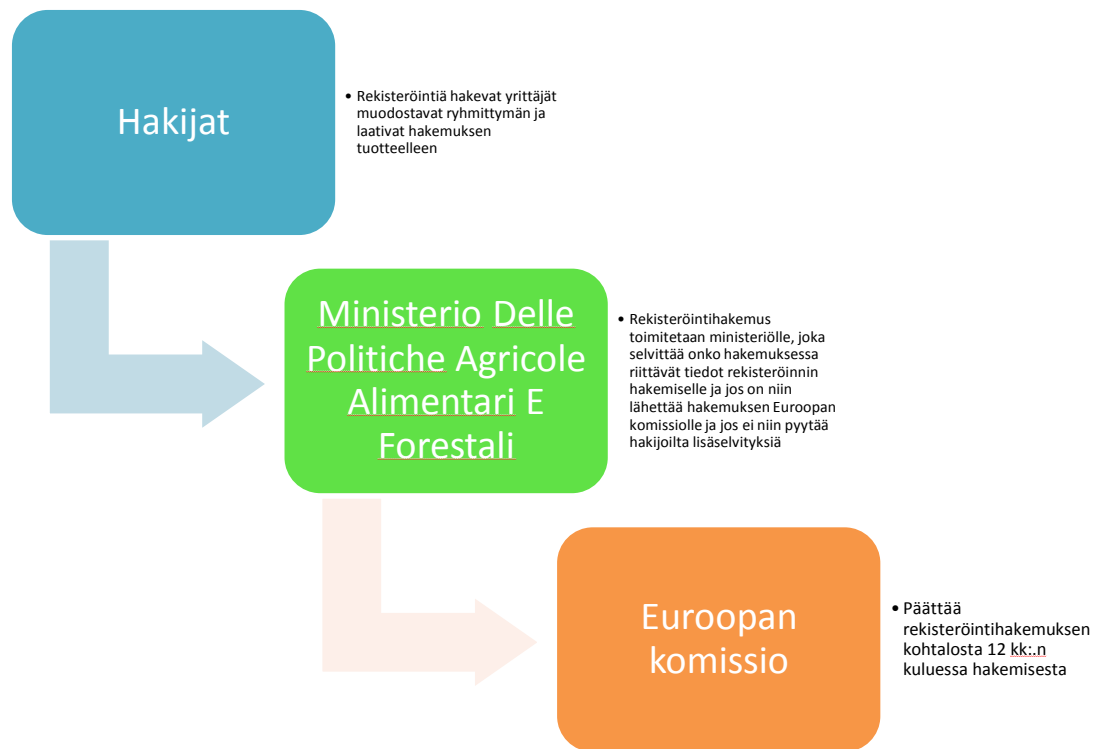 Hakijat
• Rekisteröintiä hakevat yrittäjät
muodostavat ryhmittymän ja
laativat hakemuksen
tuotteelleen
Ministerio Delle
Politiche Agricole
Alimentari E
Forestali
• Rekisteröintihakemus
toimitetaan ministeriölle, joka
selvittää onko hakemuksessa
riittävät tiedot rekisteröinnin
hakemiselle ja jos on niin
lähettää hakemuksen Euroopan
komissiolle ja jos ei niin pyytää
hakijoilta lisäselvityksiä
Euroopan
komissio
• Päättää
rekisteröintihakemuksen
kohtalosta 12 kk:.n
kuluessa hakemisesta